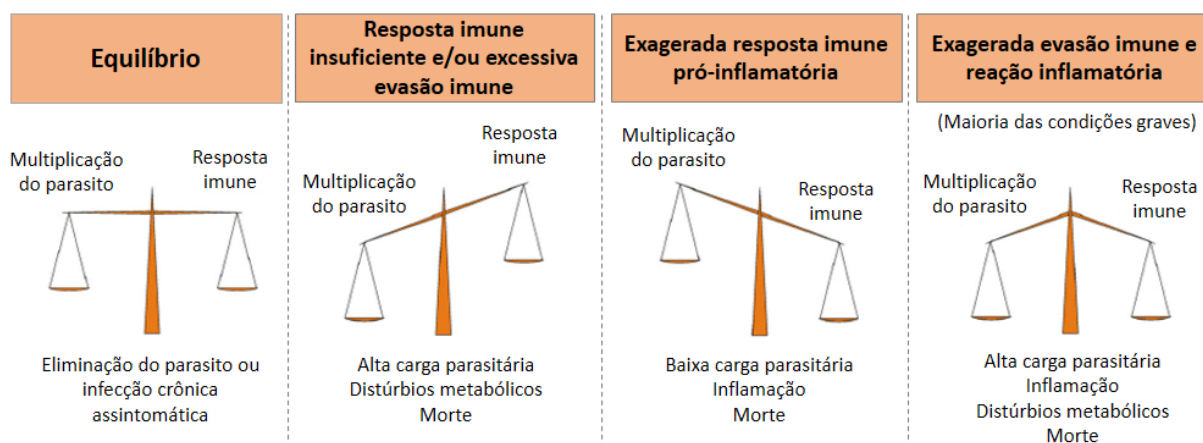 Equilíbrio
Multiplicação
do parasito
Resposta
imune
Eliminação do parasito ou
infecção crônica
assintomática
Resposta imune
insuficiente e/ou excessiva
evasão imune
Resposta
imune
Multiplicação
do parasito
Alta carga parasitária
Distúrbios metabólicos
Morte
Exagerada resposta imune
pró-inflamatória
Multiplicação
do parasito
Resposta
imune
Baixa carga parasitária
Inflamação
Morte
Exagerada evasão imune e
reação inflamatória
(Maioria das condições graves)
Multiplicação
do parasito
Resposta
imune
Alta carga parasitária
Inflamação
Distúrbios metabólicos
Morte